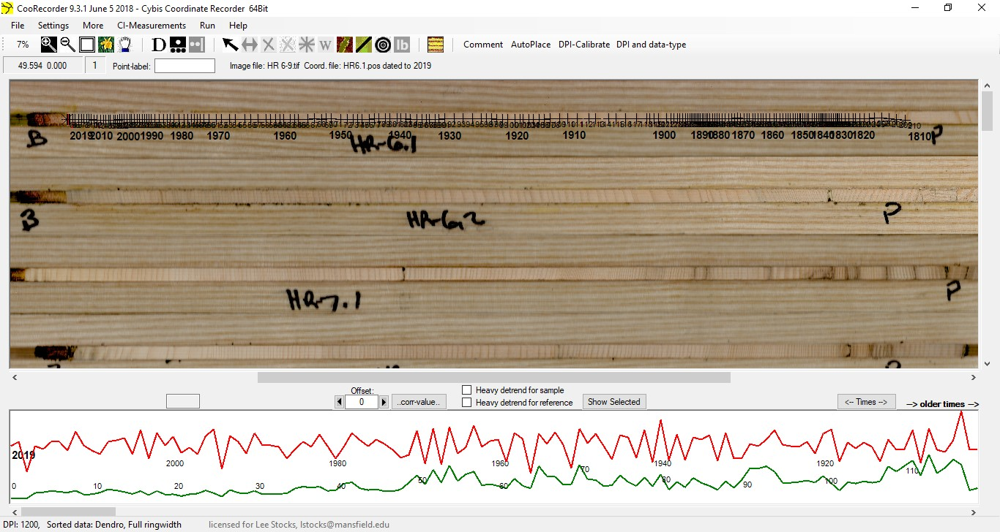 CooRecorder 9.3.1 June 5 2018 - Cybis Coordinate Recorder 64Bit
File Settings More CI-Measurements Run Help
7% D W lb Comment AutoPlace DPI-Calibrate DPI and data-type
49.594 0.000 1 Point-label: Image file: HR 6-9.tif Coord. file: HR6.1.pos dated to 2019
2019 2010 2000 1990 1980 1970 1960 1950 1940 1930 1920 1910 1900 1890 1880 1870 1860 1850 1840 1830 1820 1810
B HR-6.1 P
B HR-6.2 P
HR-7.1 P
Offset:
0 ..corr-value.. Heavy detrend for sample
Heavy detrend for reference Show Selected <-- Times --> --> older times -->
2019 2000 1980 1960 1940 1920
0 10 20 30 40 50 60 70 80 90 100 110
DPI: 1200, Sorted data: Dendro, Full ringwidth licensed for Lee Stocks, lstocks@mansfield.edu